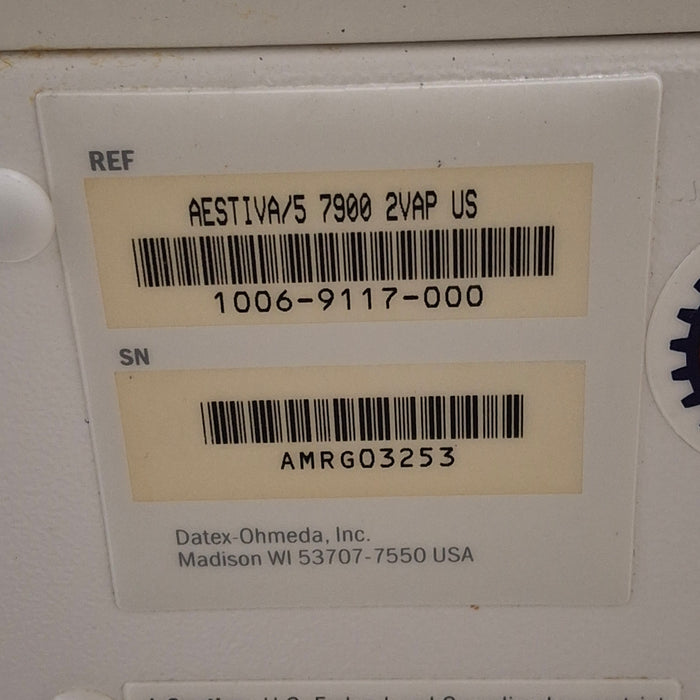 REF
AESTIVA/5 7900 2VAP US
1006-9117-000
SN
AMRG03253
Datex-Ohmeda, Inc.
Madison WI 53707-7550 USA